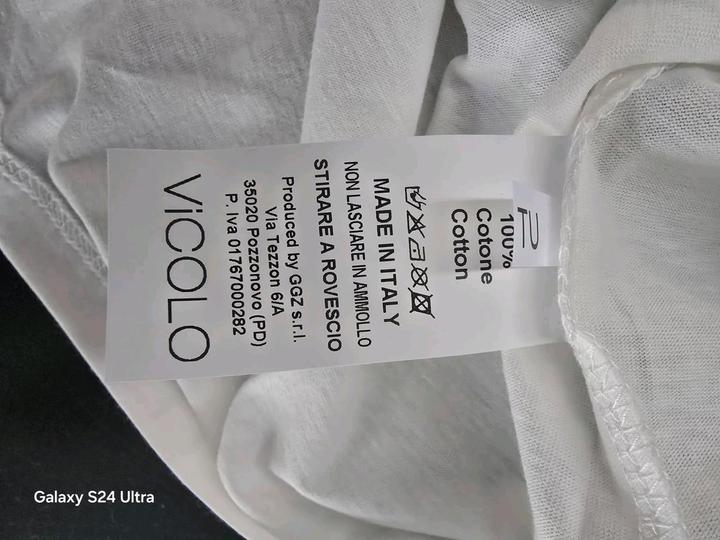 100%
Cotone
Cotton
MADE IN ITALY
NON LASCIARE IN AMMOLLO
STIRARE A ROVESCIO
Produced by GGZ s.r.l.
Via Tezzon 6/A
35020 Pozzonovo (PD)
P. Iva 01767000282
ViCOLO
Galaxy S24 Ultra